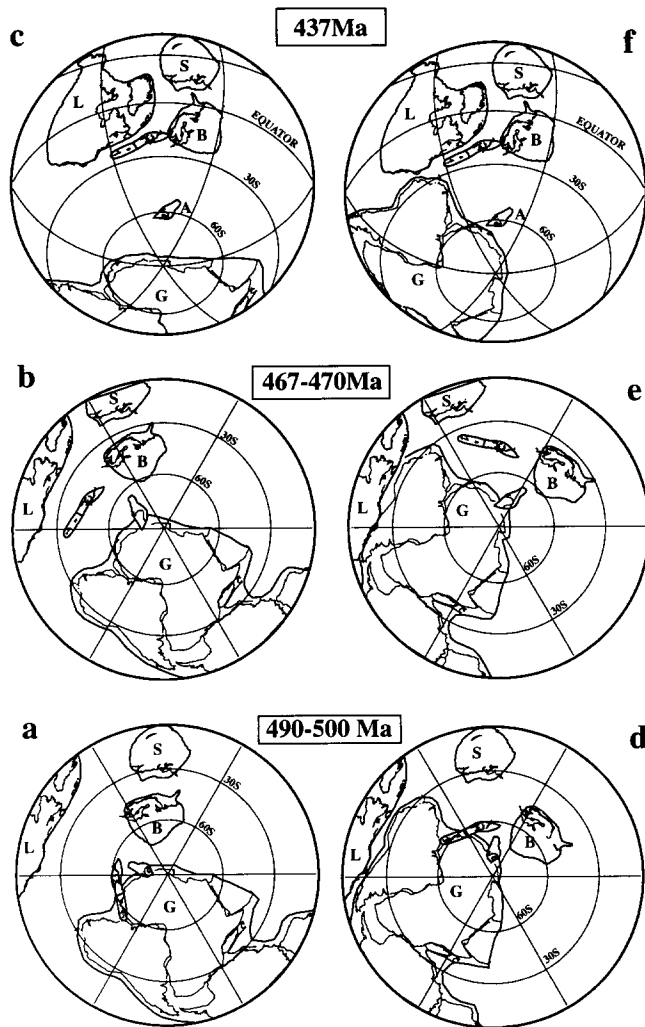 c
437Ma
f
S
L
B
EQUATOR
30S
A
60S
G
S
L
B
EQUATOR
30S
A
60S
G
b
467-470Ma
e
S
30S
B
60S
L
G
S
L
G
B
60S
30S
a
490-500 Ma
d
S
30S
B
60S
L
G
S
B
L
G
60S
30S